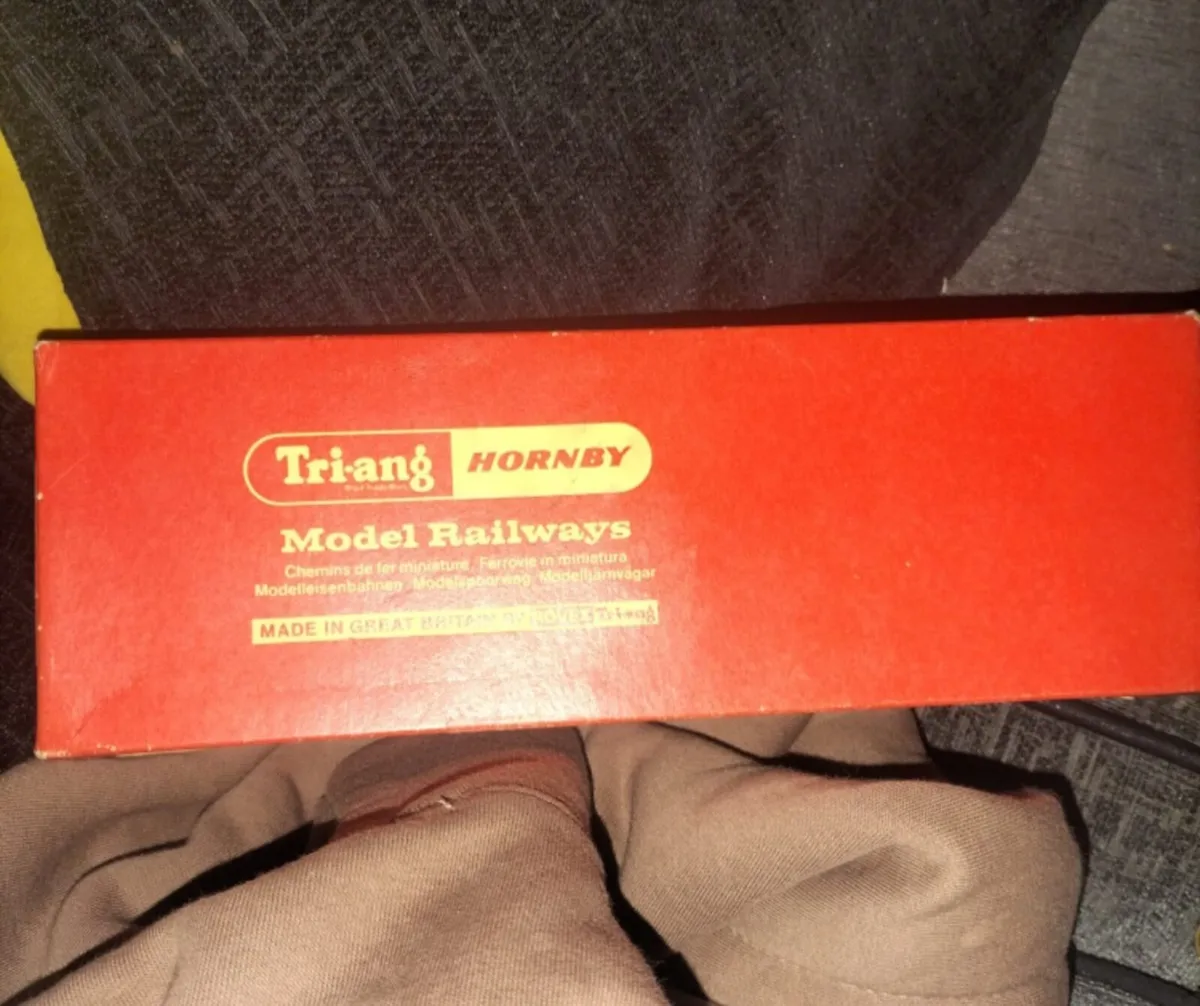 Tri-ang HORNBY
Model Railways
Chemins de fer miniature. Ferrovie in miniatura
Modelleisenbahnen Modelspoorweg Modelljärnvagar
MADE IN GREAT BRITAIN BY ROVEX Tri-ang